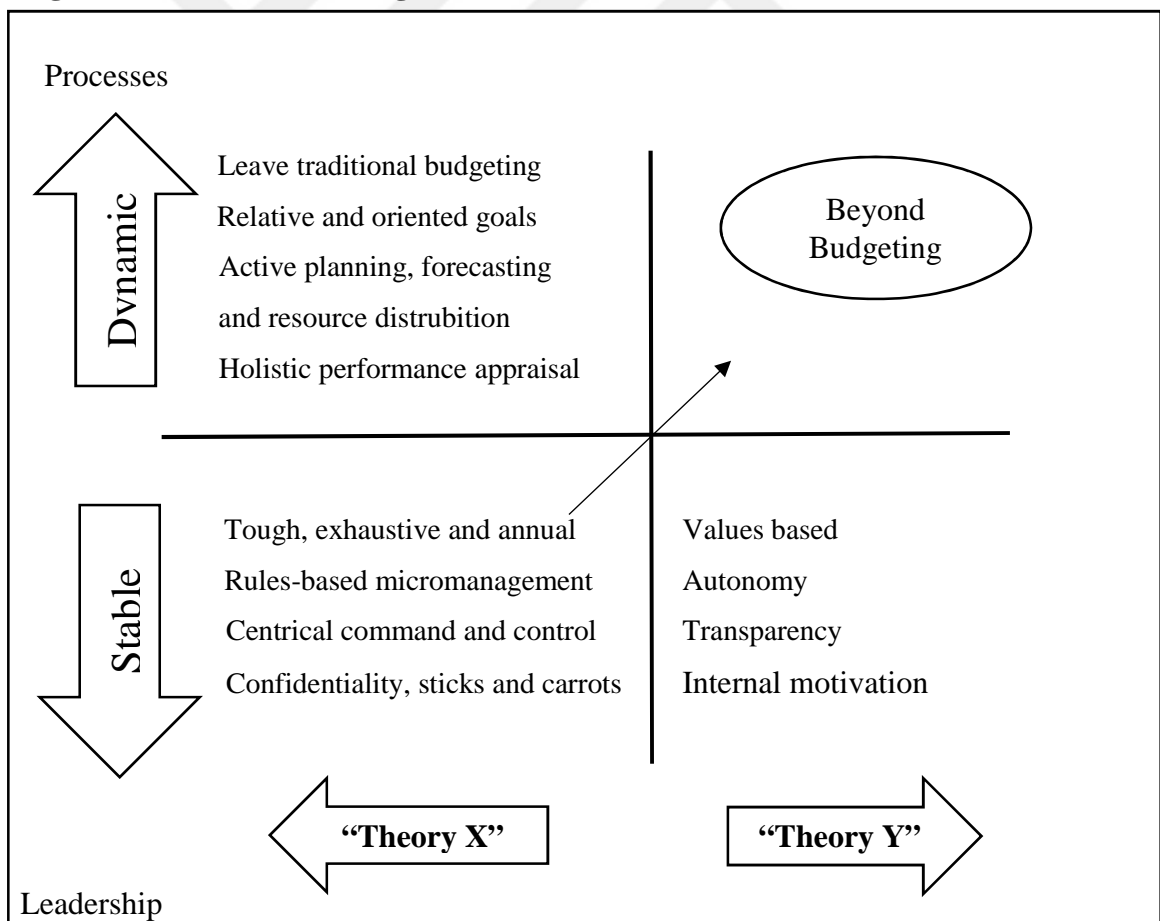 Processes
Dynamic
Leave traditional budgeting
Relative and oriented goals
Active planning, forecasting
and resource distrubition
Holistic performance appraisal
Beyond
Budgeting
Stable
Tough, exhaustive and annual
Rules-based micromanagement
Centrical command and control
Confidentiality, sticks and carrots
Values based
Autonomy
Transparency
Internal motivation
“Theory X”
“Theory Y”
Leadership